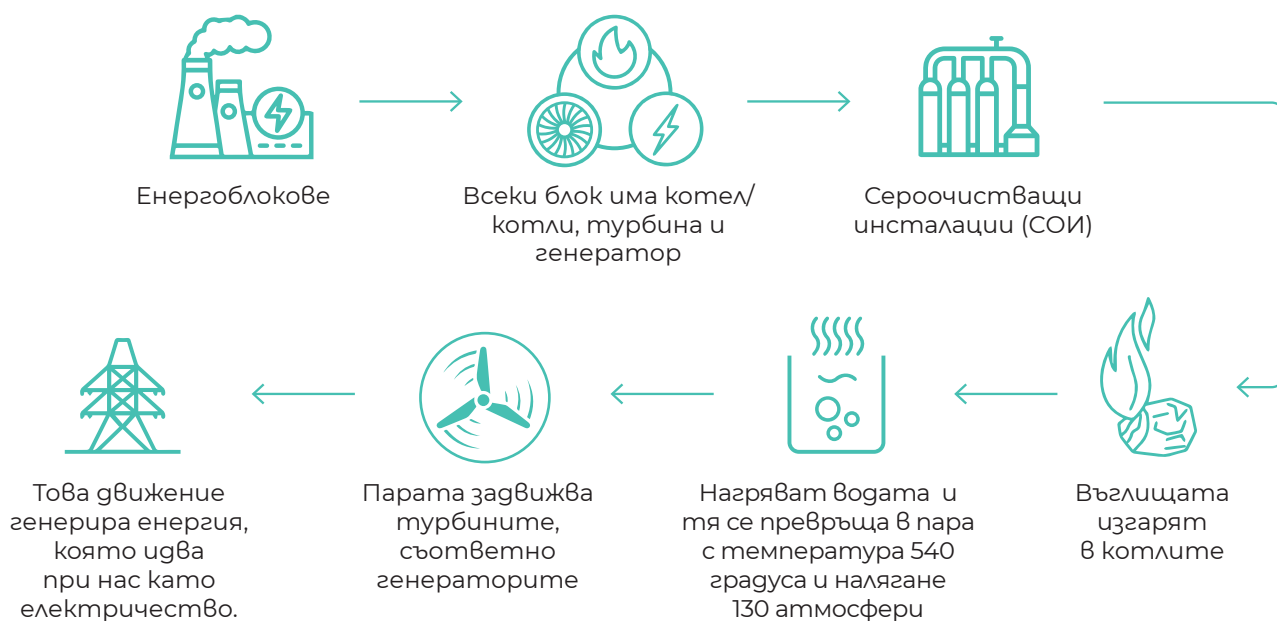 Енергоблокове
Всеки блок има котел/
котли, турбина и
генератор
Сероочистващи
инсталации (СОИ)
Въглищата
изгарят
в котлите
Нагряват водата и
тя се превръща в пара
с температура 540
градуса и налягане
130 атмосфери
Парата задвижва
турбините,
съответно
генераторите
Това движение
генерира енергия,
която идва
при нас като
електричество.